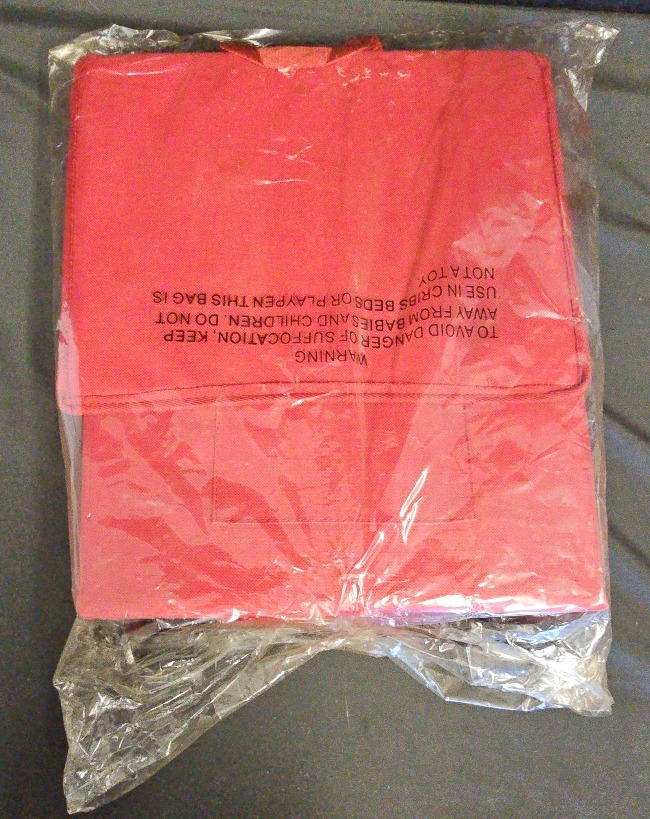 WARNING
TO AVOID DANGER OF SUFFOCATION, KEEP
AWAY FROM BABIES AND CHILDREN. DO NOT
USE IN CRIBS BEDS OR PLAYPEN THIS BAG IS
NOT A TOY.